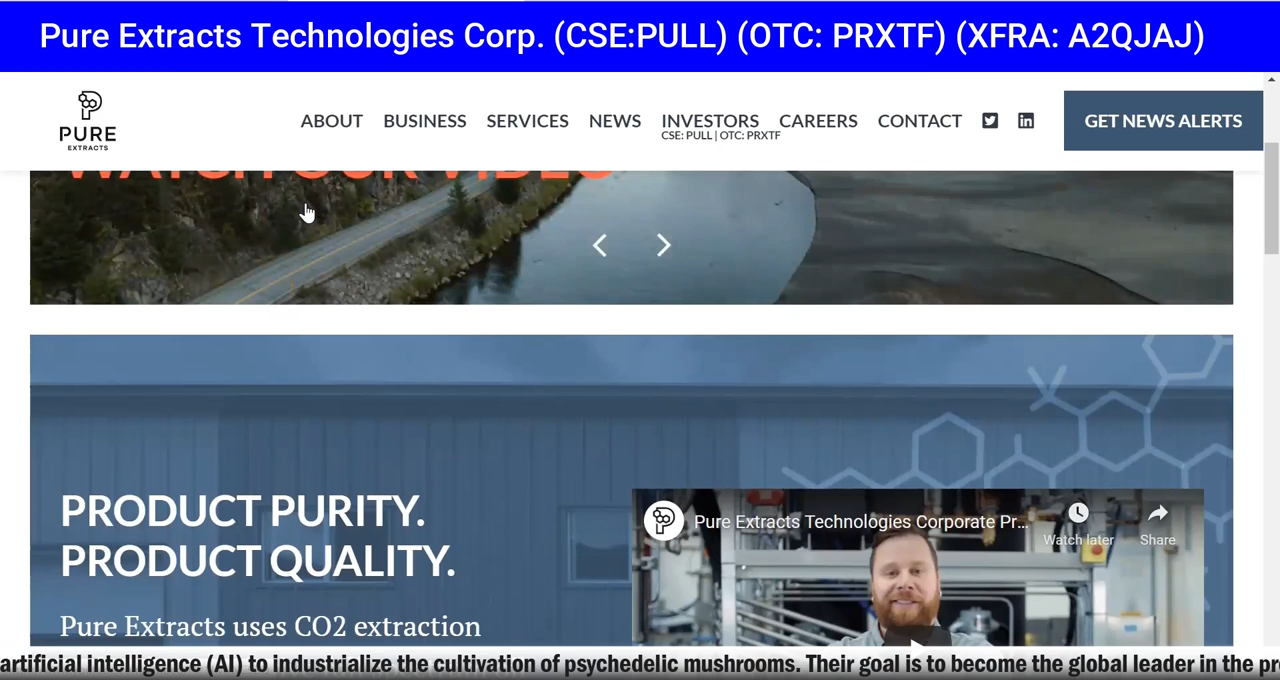 Pure Extracts Technologies Corp. (CSE:PULL) (OTC: PRXTF) (XFRA: A2QJAJ)
PURE
EXTRACTS
ABOUT BUSINESS SERVICES NEWS INVESTORS CAREERS CONTACT GET NEWS ALERTS
CSE: PULL | OTC: PRXTF
WATCH OUR VIDEO
PRODUCT PURITY.
PRODUCT QUALITY.
Pure Extracts uses CO2 extraction
Pure Extracts Technologies Corporate Pr...
Watch later
Share
artificial intelligence (AI) to industrialize the cultivation of psychedelic mushrooms. Their goal is to become the global leader in the